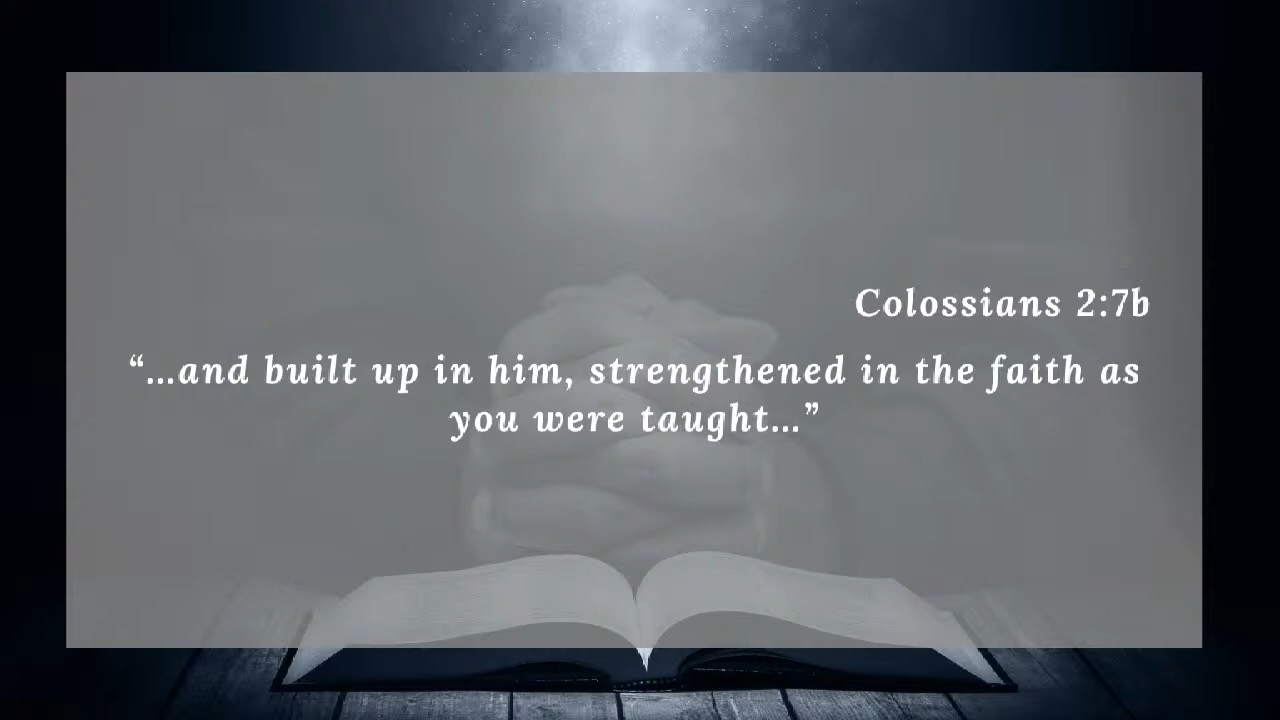 Colossians 2:7b
“...and built up in him, strengthened in the faith as
you were taught...”